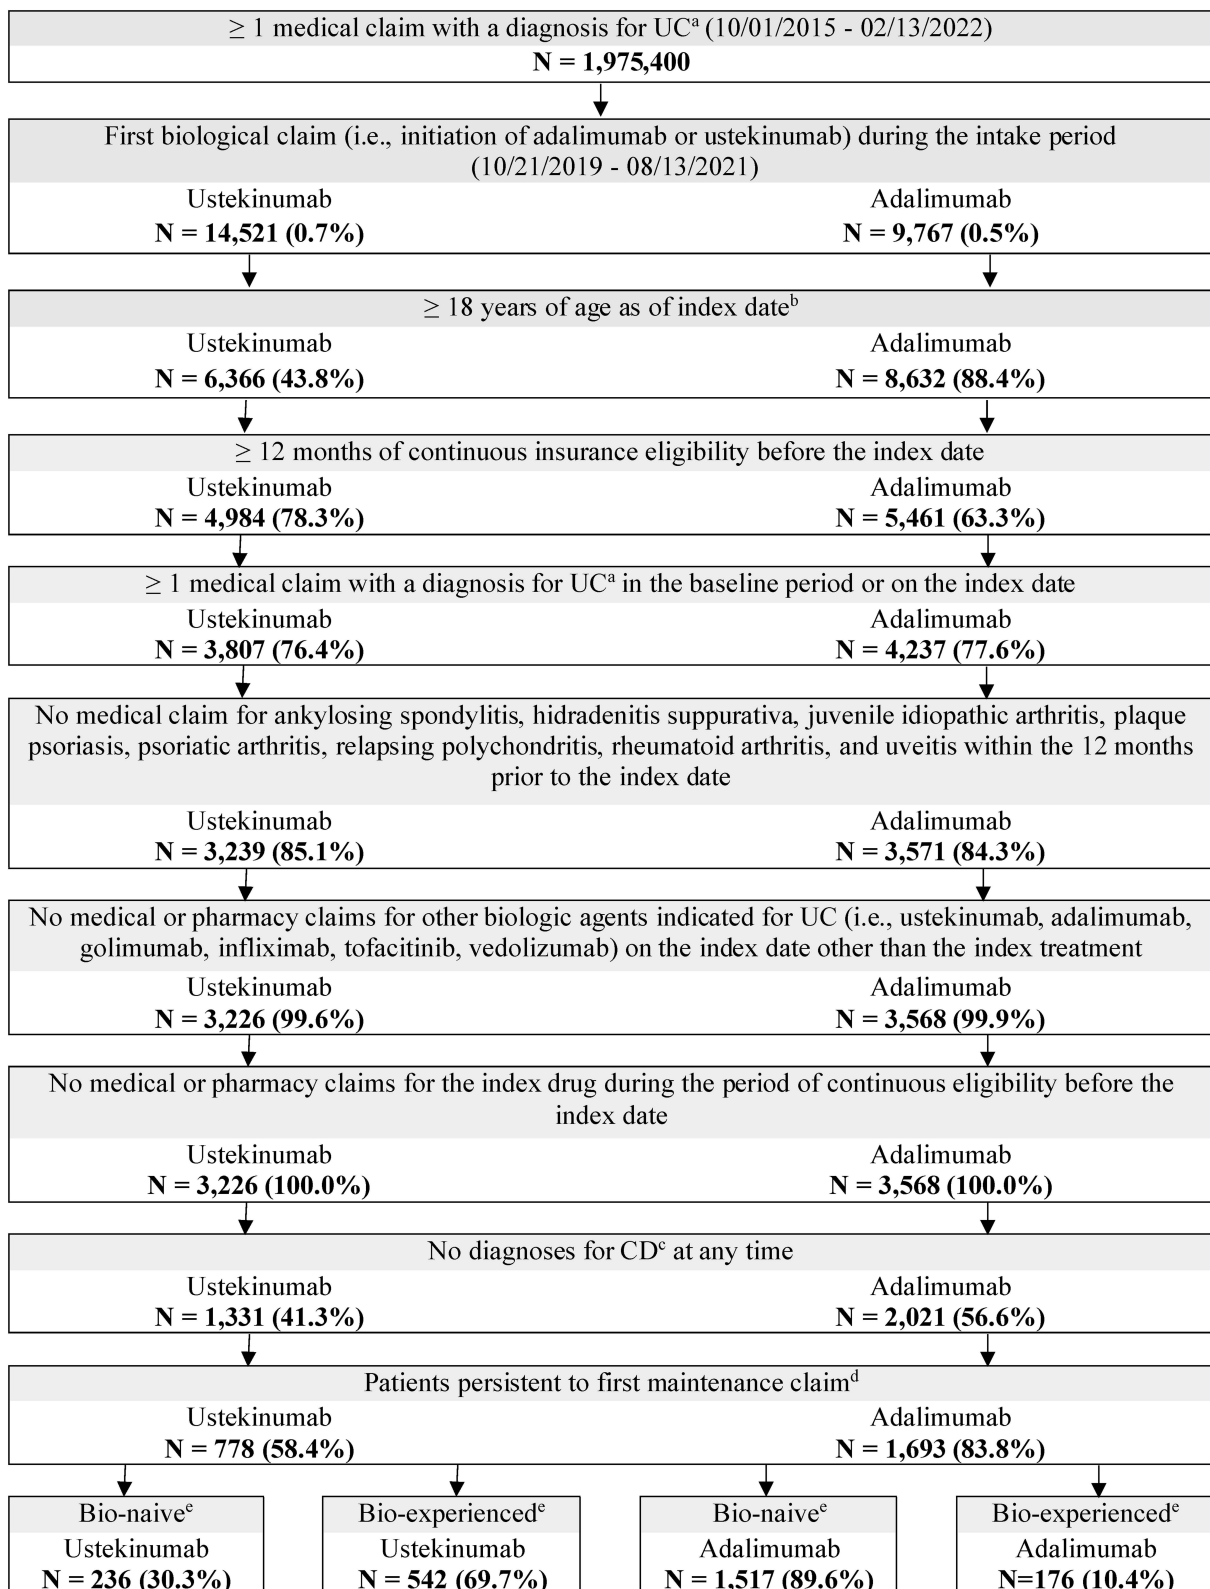 ≥ 1 medical claim with a diagnosis for UCᵃ (10/01/2015 - 02/13/2022)
N = 1,975,400
First biological claim (i.e., initiation of adalimumab or ustekinumab) during the intake period
(10/21/2019 - 08/13/2021)
Ustekinumab Adalimumab
N = 14,521 (0.7%) N = 9,767 (0.5%)
≥ 18 years of age as of index dateᵇ
Ustekinumab Adalimumab
N = 6,366 (43.8%) N = 8,632 (88.4%)
≥ 12 months of continuous insurance eligibility before the index date
Ustekinumab Adalimumab
N = 4,984 (78.3%) N = 5,461 (63.3%)
≥ 1 medical claim with a diagnosis for UCᵃ in the baseline period or on the index date
Ustekinumab Adalimumab
N = 3,807 (76.4%) N = 4,237 (77.6%)
No medical claim for ankylosing spondylitis, hidradenitis suppurativa, juvenile idiopathic arthritis, plaque
psoriasis, psoriatic arthritis, relapsing polychondritis, rheumatoid arthritis, and uveitis within the 12 months
prior to the index date
Ustekinumab Adalimumab
N = 3,239 (85.1%) N = 3,571 (84.3%)
No medical or pharmacy claims for other biologic agents indicated for UC (i.e., ustekinumab, adalimumab,
golimumab, infliximab, tofacitinib, vedolizumab) on the index date other than the index treatment
Ustekinumab Adalimumab
N = 3,226 (99.6%) N = 3,568 (99.9%)
No medical or pharmacy claims for the index drug during the period of continuous eligibility before the
index date
Ustekinumab Adalimumab
N = 3,226 (100.0%) N = 3,568 (100.0%)
No diagnoses for CDᶜ at any time
Ustekinumab Adalimumab
N = 1,331 (41.3%) N = 2,021 (56.6%)
Patients persistent to first maintenance claimᵈ
Ustekinumab Adalimumab
N = 778 (58.4%) N = 1,693 (83.8%)
Bio-naiveᵉ Bio-experiencedᵉ Bio-naiveᵉ Bio-experiencedᵉ
Ustekinumab Ustekinumab Adalimumab Adalimumab
N = 236 (30.3%) N = 542 (69.7%) N = 1,517 (89.6%) N=176 (10.4%)